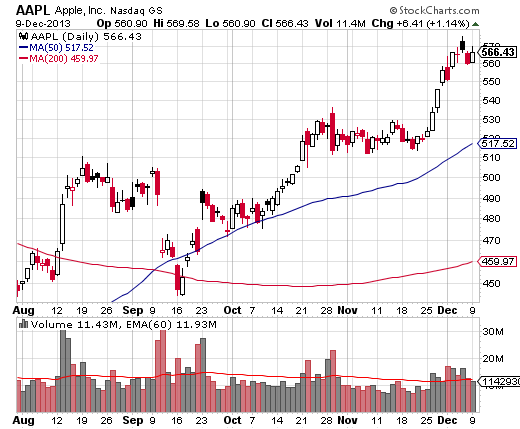 AAPL Apple, Inc. Nasdaq GS © StockCharts.com
9-Dec-2013 Op 560.90 Hi 569.58 Lo 560.90 Cl 566.43 Vol 11.4M Chg +6.41 (+1.14%)
AAPL (Daily) 566.43
MA(50) 517.52
MA(200) 459.97
570
566.43
560
550
540
530
520
517.52
510
500
490
480
470
459.97
450
Aug 12 19 26 Sep 9 16 23 Oct 7 14 21 28 Nov 11 18 25 Dec 9
Volume 11.43M, EMA(60) 11.93M
30M
20M
11429300
Aug 12 19 26 Sep 9 16 23 Oct 7 14 21 28 Nov 11 18 25 Dec 9